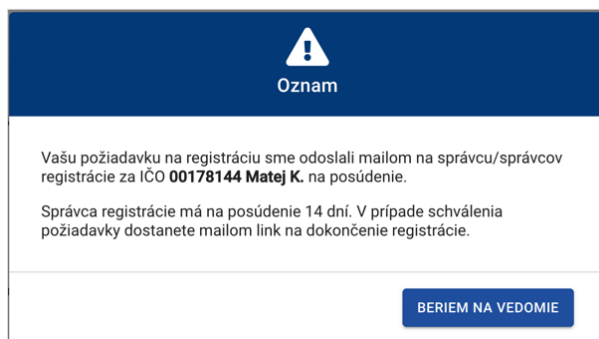 Oznam
Vašu požiadavku na registráciu sme odoslali mailom na správcu/správcov
registrácie za IČO 00178144 Matej K. na posúdenie.
Správca registrácie má na posúdenie 14 dní. V prípade schválenia
požiadavky dostanete mailom link na dokončenie registrácie.
BERIEM NA VEDOMIE